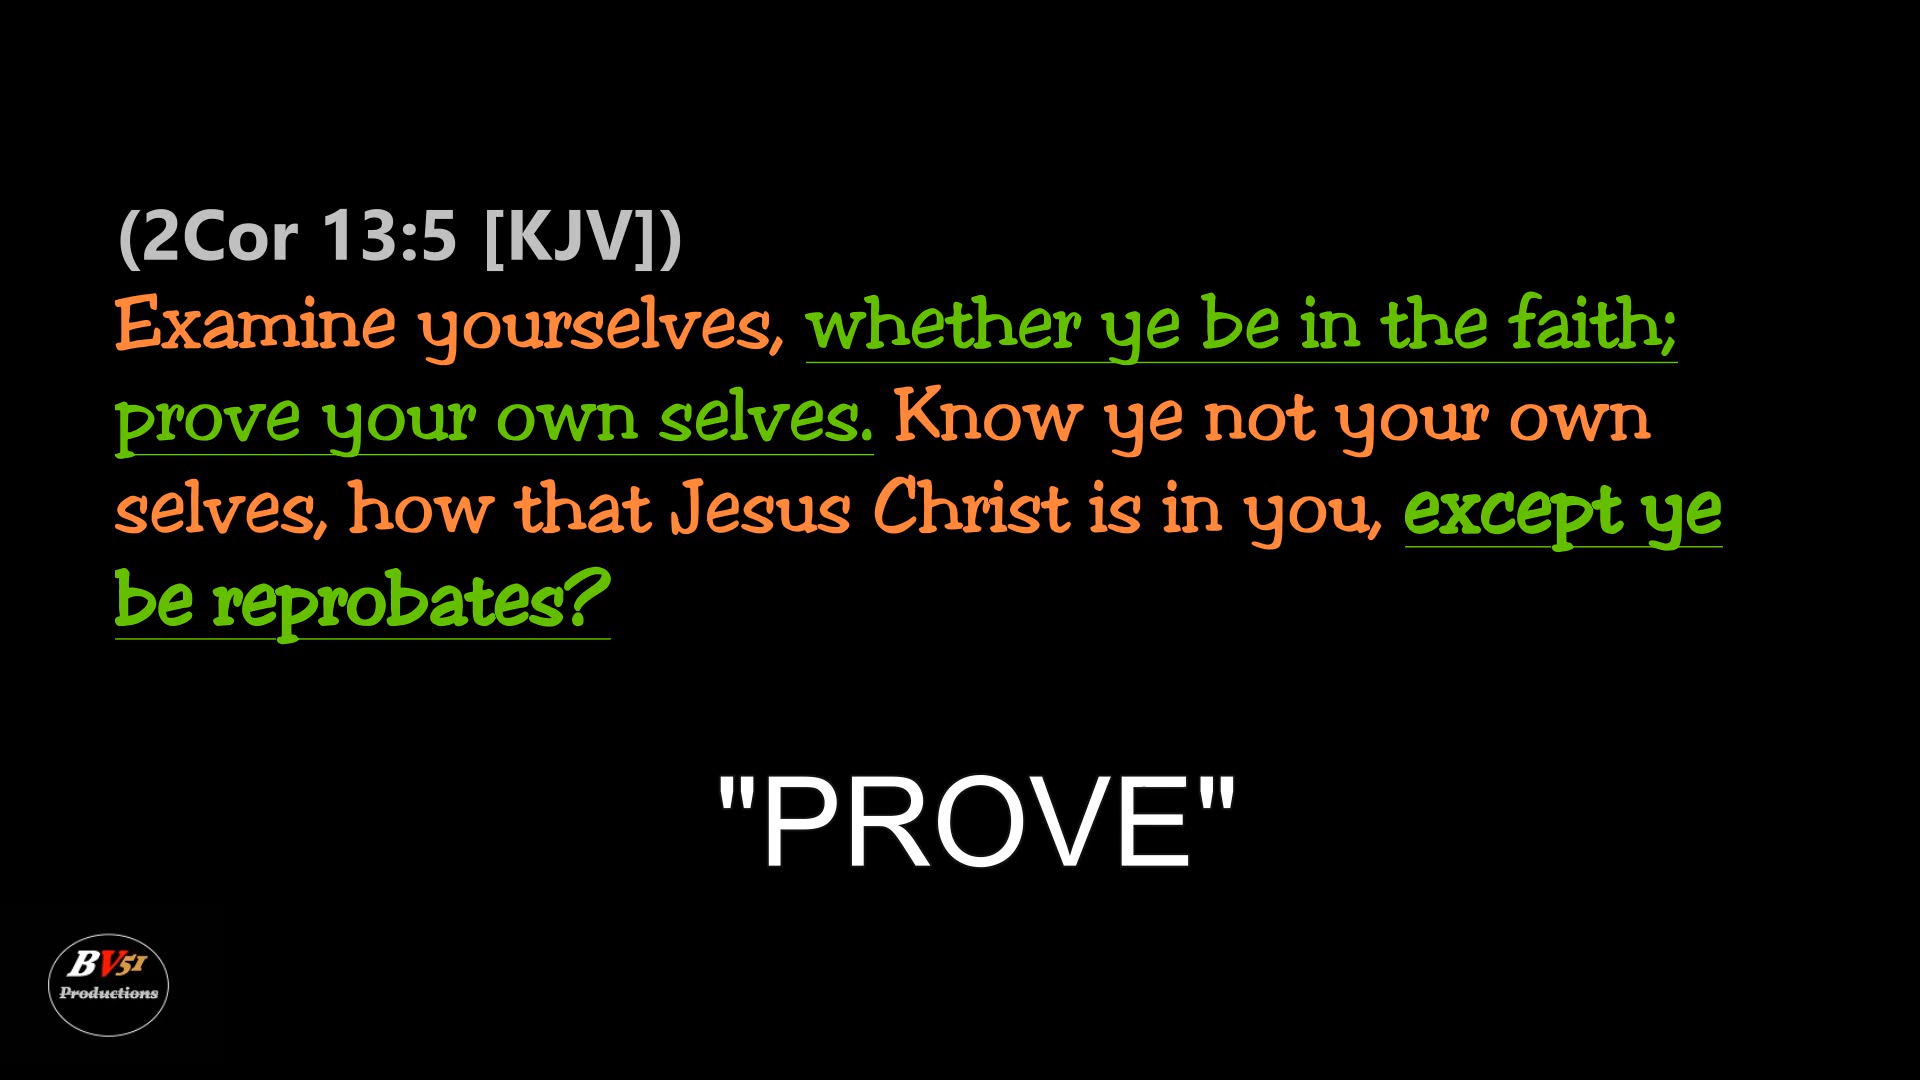 (2Cor 13:5 [KJV])
Examine yourselves, whether ye be in the faith;
prove your own selves. Know ye not your own
selves, how that Jesus Christ is in you, except ye
be reprobates?
"PROVE"
BV51
Productions